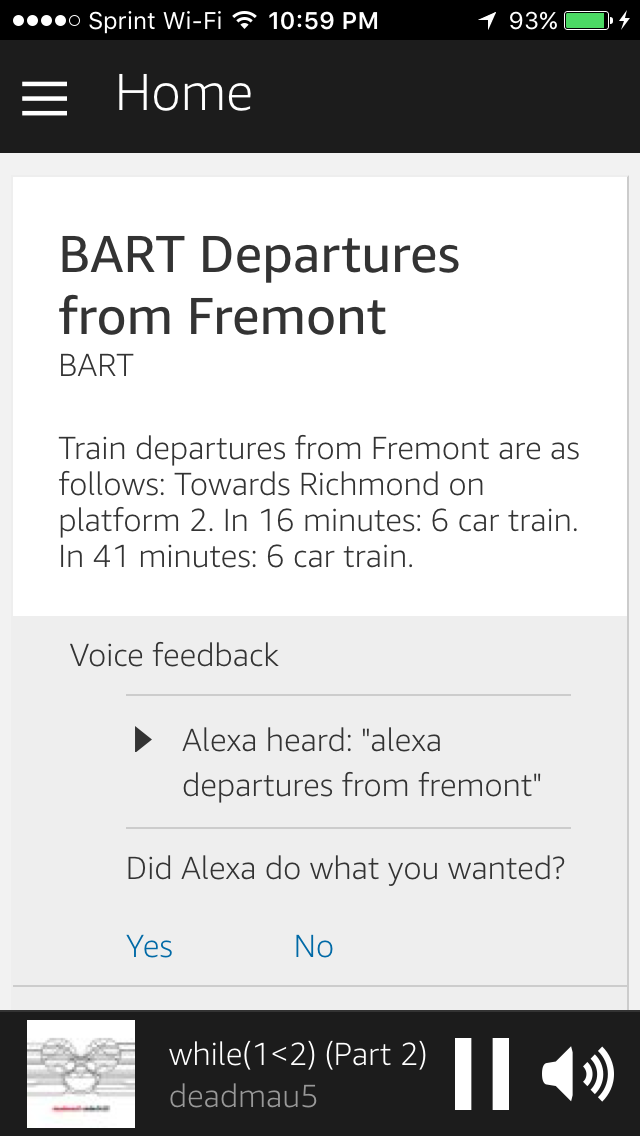 Sprint Wi-Fi 10:59 PM 93%
Home
BART Departures
from Fremont
BART
Train departures from Fremont are as
follows: Towards Richmond on
platform 2. In 16 minutes: 6 car train.
In 41 minutes: 6 car train.
Voice feedback
Alexa heard: "alexa
departures from fremont"
Did Alexa do what you wanted?
Yes No
while(1<2) (Part 2)
deadmau5